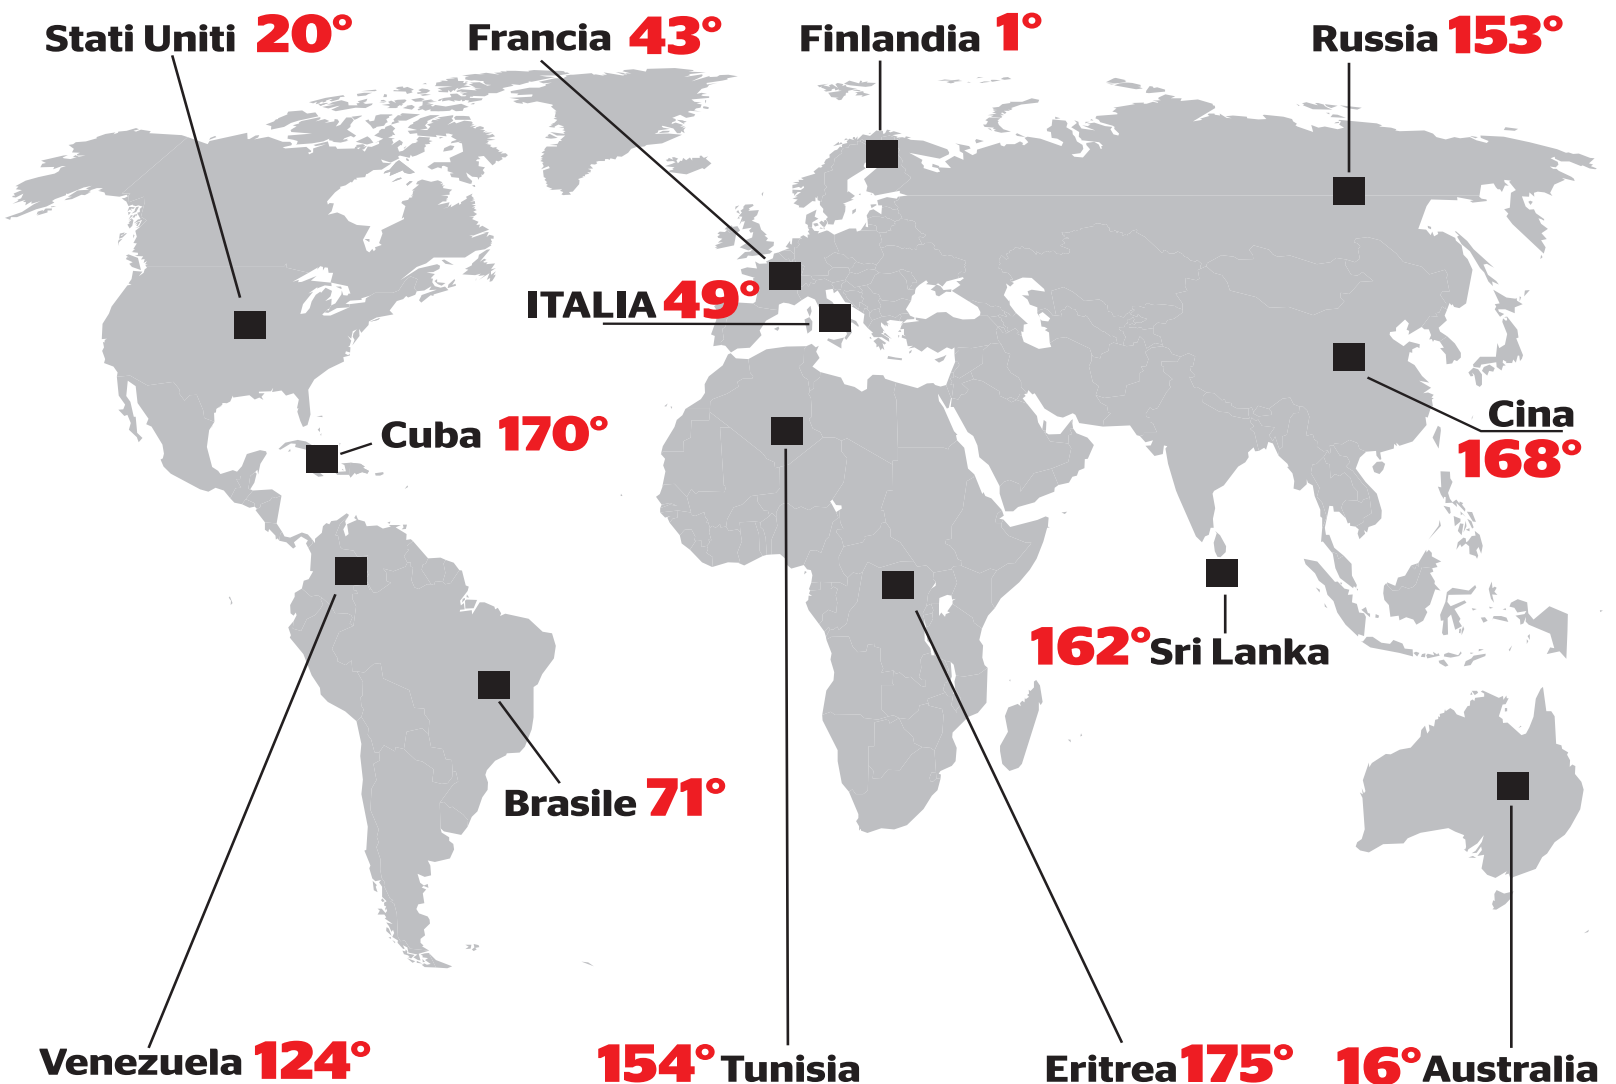 Stati Uniti 20°
Francia 43°
Finlandia 1°
Russia 153°
ITALIA 49°
Cina
168°
Cuba 170°
162° Sri Lanka
Brasile 71°
Venezuela 124°
154° Tunisia
Eritrea 175°
16° Australia